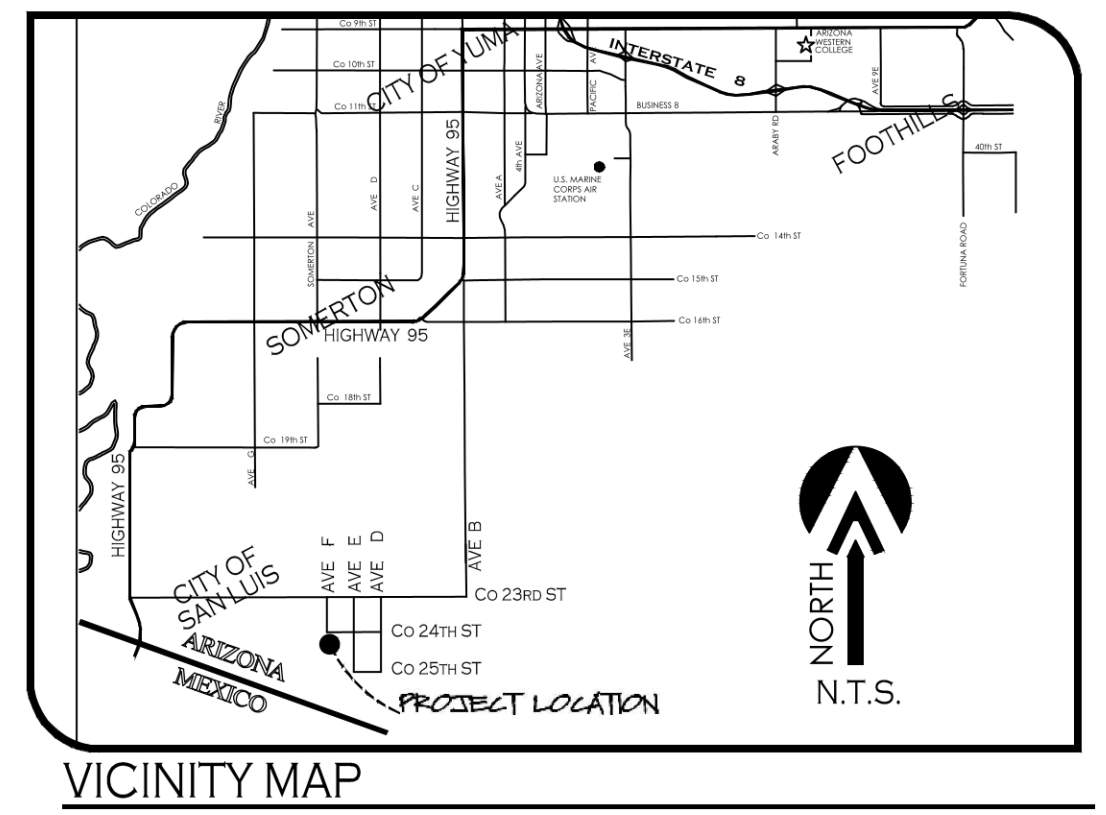 Co 9th ST
CITY OF YUMA
ARIZONA AVE
PACIFIC AV
INTERSTATE 8
ARIZONA
WESTERN
COLLEGE
AVE 9E
Co 10th ST
Co 11th ST
BUSINESS 8
ARABY RD
FOOTHILLS
40th ST
RIVER
COLORADO
SOMERTON AVE
AVE D
AVE C
HIGHWAY 95
AVE A
4th AVE
U.S. MARINE
CORPS AIR
STATION
Co 14th ST
FORTUNA ROAD
Co 15th ST
Co 16th ST
AVE 3E
SOMERTON
HIGHWAY 95
Co 18th ST
Co 19th ST
AVE G
HIGHWAY 95
CITY OF
SAN LUIS
AVE F
AVE E
AVE D
AVE B
Co 23RD ST
Co 24TH ST
Co 25TH ST
ARIZONA
MEXICO
PROJECT LOCATION
NORTH
N.T.S.
VICINITY MAP